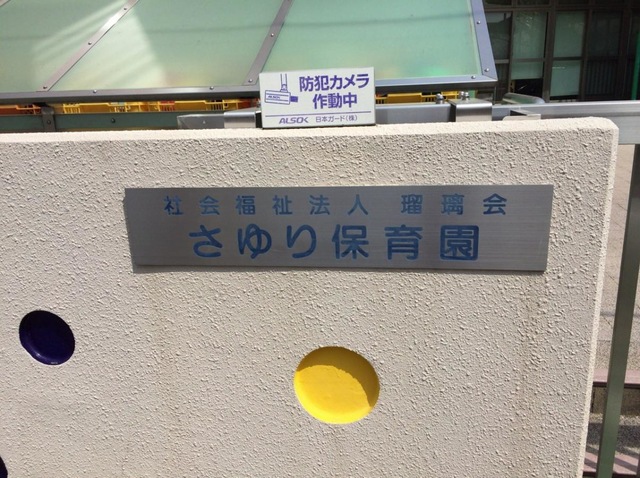 防犯カメラ
作動中
ALSOK 日本ガード(株)
社会福祉法人 瑠璃会
さゆり保育園